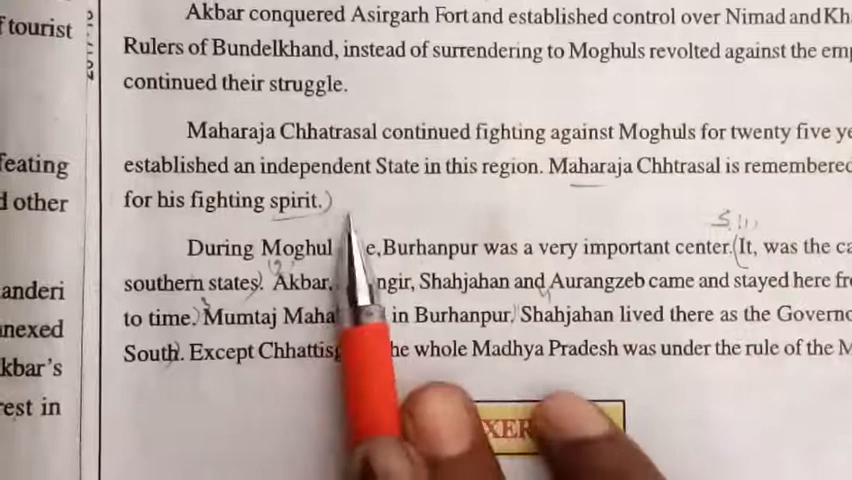 f tourist
Akbar conquered Asirgarh Fort and established control over Nimad and Kh
Rulers of Bundelkhand, instead of surrendering to Moghuls revolted against the em
continued their struggle.
Maharaja Chhatrasal continued fighting against Moghuls for twenty five ye
established an independent State in this region. Maharaja Chhtrasal is remembered
for his fighting spirit.)
feating
d other
During Moghul e, Burhanpur was a very important center. (It, was the ca
southern states). Akbar, ngir, Shahjahan and Aurangzeb came and stayed here fr
to time.) Mumtaj Maha in Burhanpur. Shahjahan lived there as the Governo
South). Except Chhattisg he whole Madhya Pradesh was under the rule of the M
anderi
nnexed
kbar's
rest in
XER